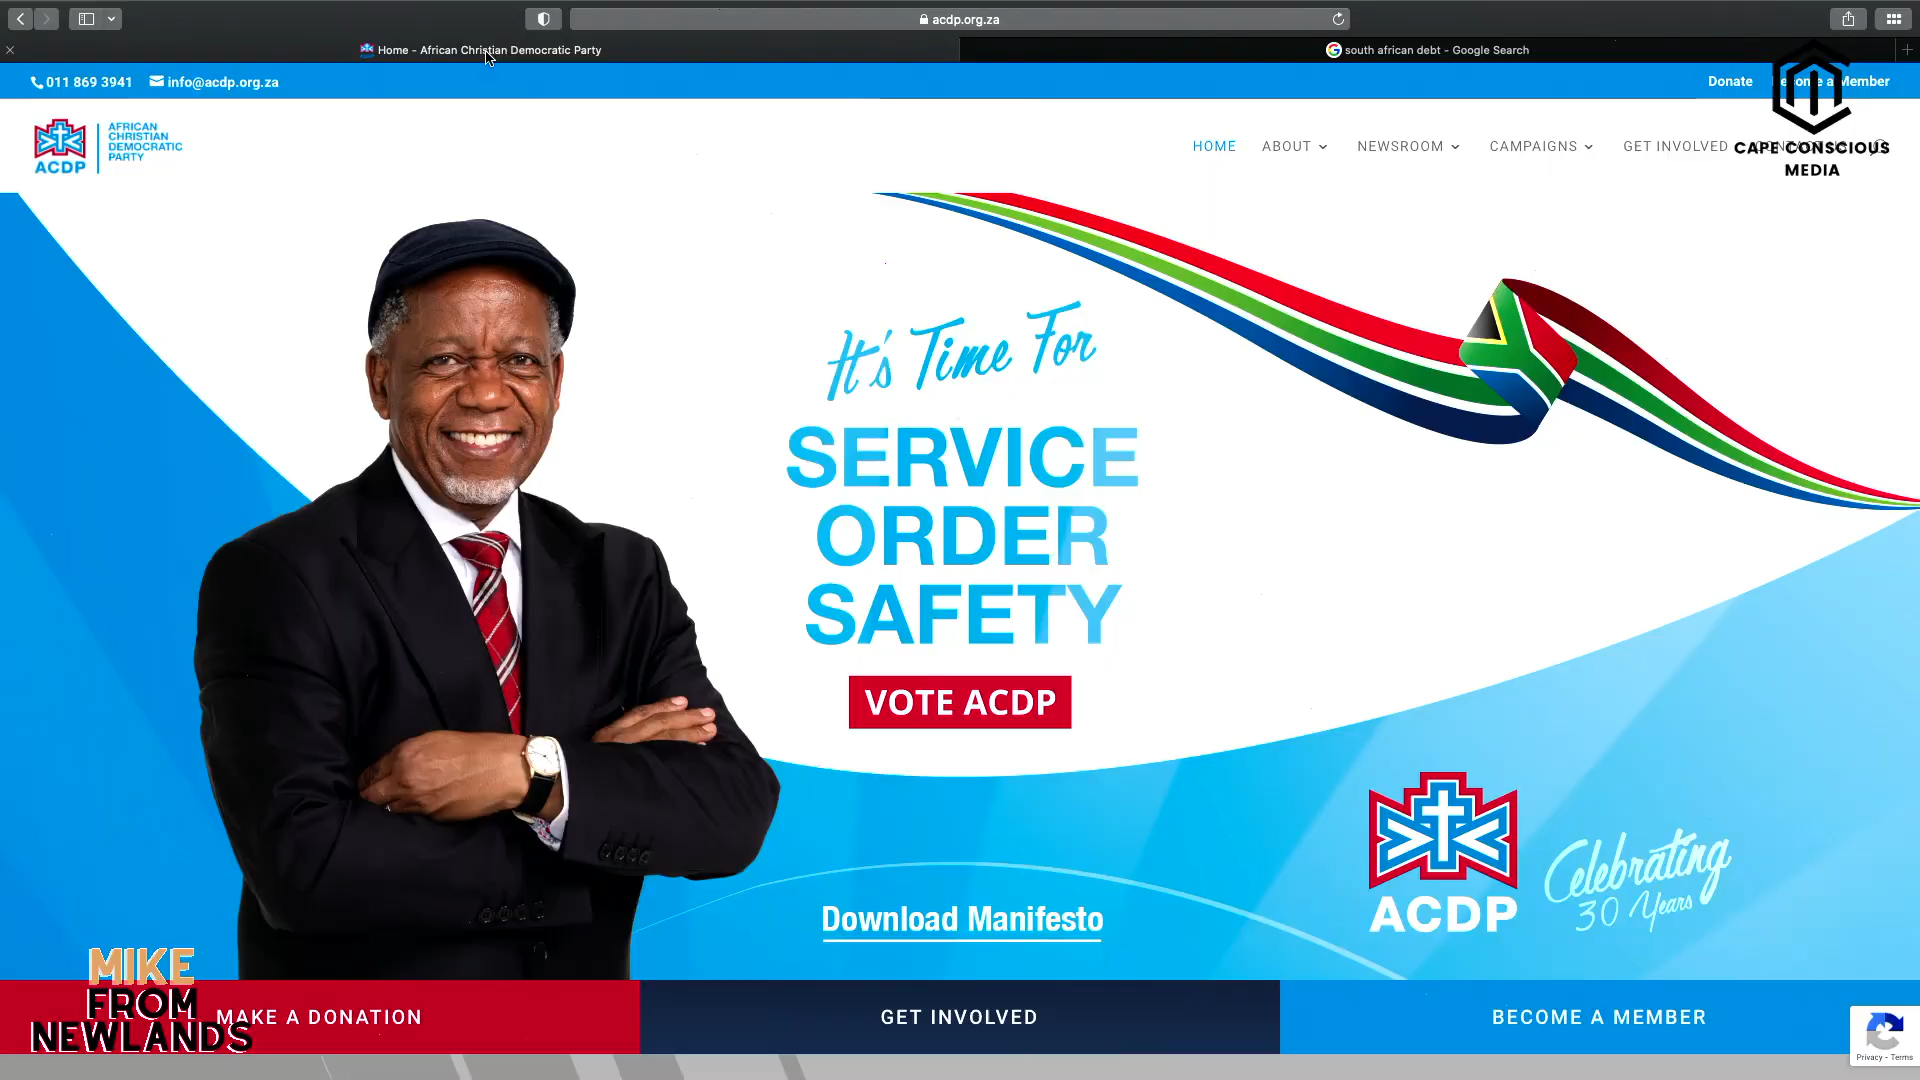 acdp.org.za
Home - African Christian Democratic Party
south african debt - Google Search
011 869 3941
info@acdp.org.za
Donate
Become a Member
AFRICAN
CHRISTIAN
DEMOCRATIC
PARTY
ACDP
HOME
ABOUT
NEWSROOM
CAMPAIGNS
GET INVOLVED
CAPE CONSCIOUS
MEDIA
It's Time For
SERVICE
ORDER
SAFETY
VOTE ACDP
Download Manifesto
ACDP
Celebrating
30 Years
MIKE
FROM
NEWLANDS
MAKE A DONATION
GET INVOLVED
BECOME A MEMBER
Privacy - Terms